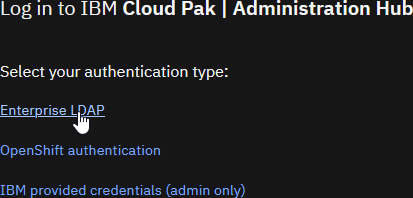 Log in to IBM Cloud Pak | Administration Hub
Select your authentication type:
Enterprise LDAP
OpenShift authentication
IBM provided credentials (admin only)